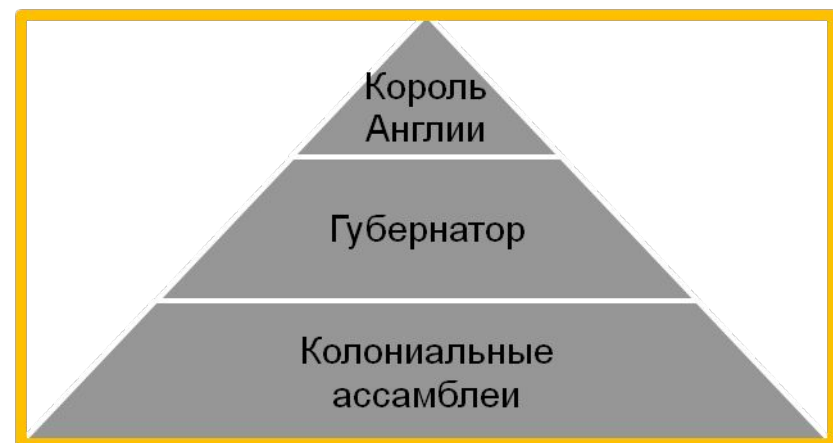 Король
Англии
Губернатор
Колониальные
ассамблеи